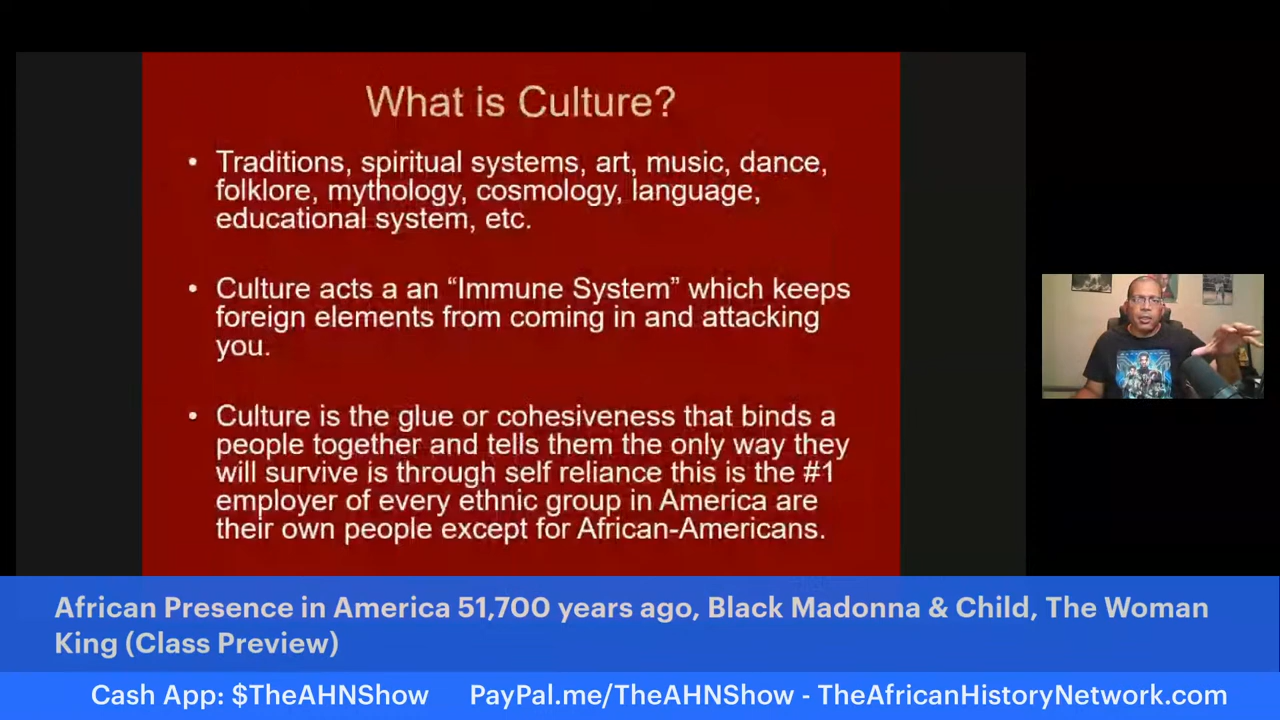 What is Culture?
• Traditions, spiritual systems, art, music, dance,
folklore, mythology, cosmology, language,
educational system, etc.
• Culture acts a an “Immune System” which keeps
foreign elements from coming in and attacking
you.
• Culture is the glue or cohesiveness that binds a
people together and tells them the only way they
will survive is through self reliance this is the #1
employer of every ethnic group in America are
their own people except for African-Americans.
African Presence in America 51,700 years ago, Black Madonna & Child, The Woman
King (Class Preview)
Cash App: $TheAHNShow PayPal.me/TheAHNShow - TheAfricanHistoryNetwork.com